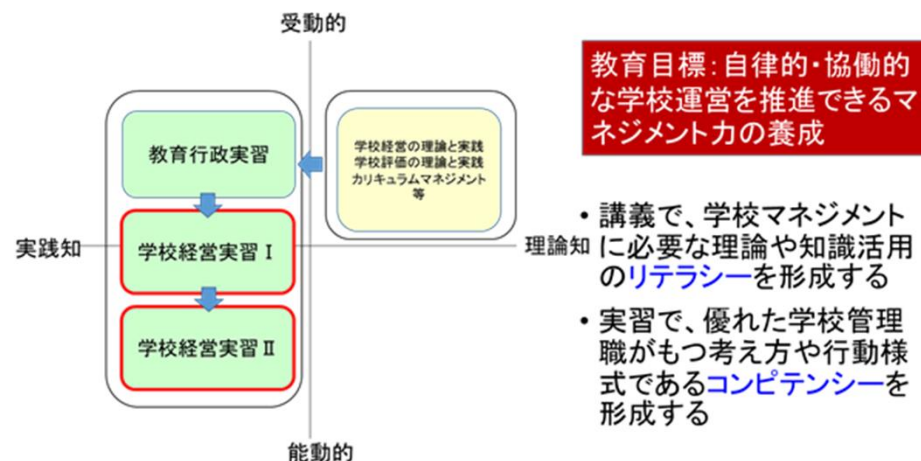 受動的
教育行政実習
学校経営の理論と実践
学校評価の理論と実践
カリキュラムマネジメント
等
実践知
学校経営実習Ⅰ
理論知
学校経営実習Ⅱ
能動的
教育目標:自律的・協働的
な学校運営を推進できるマ
ネジメント力の養成
• 講義で、学校マネジメント
に必要な理論や知識活用
のリテラシーを形成する
• 実習で、優れた学校管理
職がもつ考え方や行動様
式であるコンピテンシーを
形成する